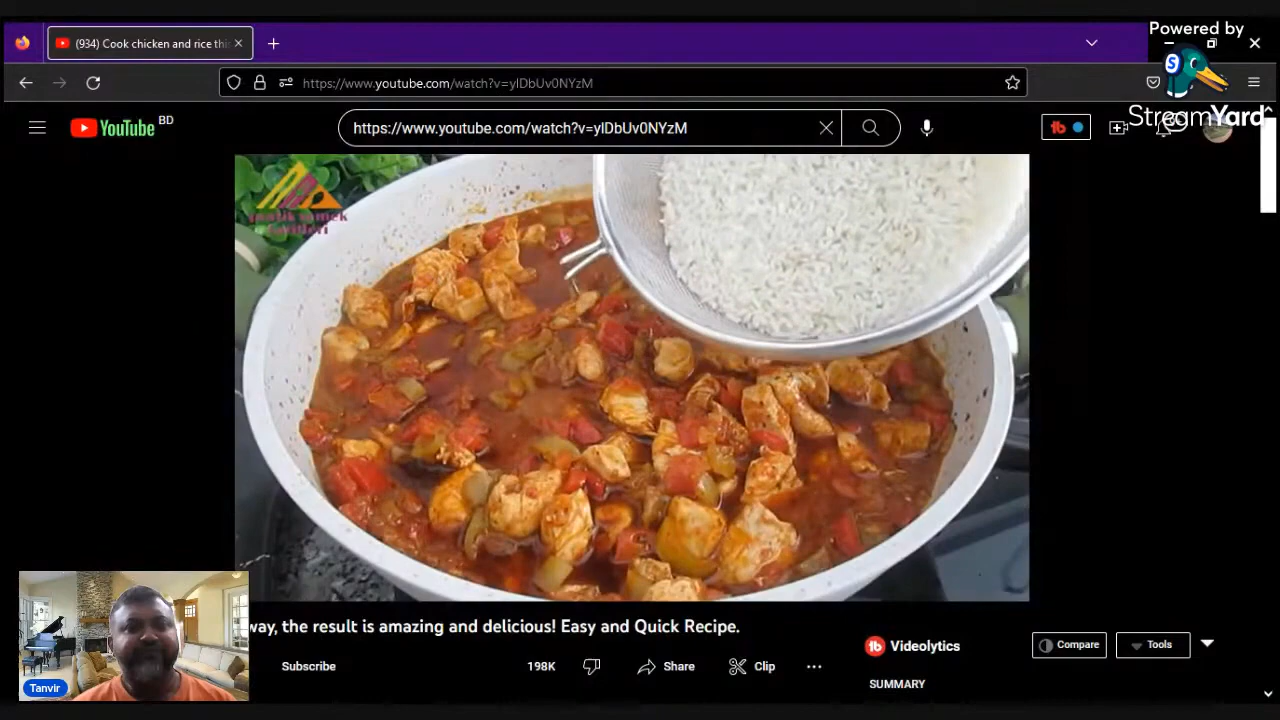 Powered by
StreamYard
(934) Cook chicken and rice thi
https://www.youtube.com/watch?v=ylDbUv0NYzM
YouTube BD
https://www.youtube.com/watch?v=ylDbUv0NYzM
tb
way, the result is amazing and delicious! Easy and Quick Recipe.
Subscribe
198K
Share
Clip
tb Videolytics
Compare
Tools
SUMMARY
Tanvir